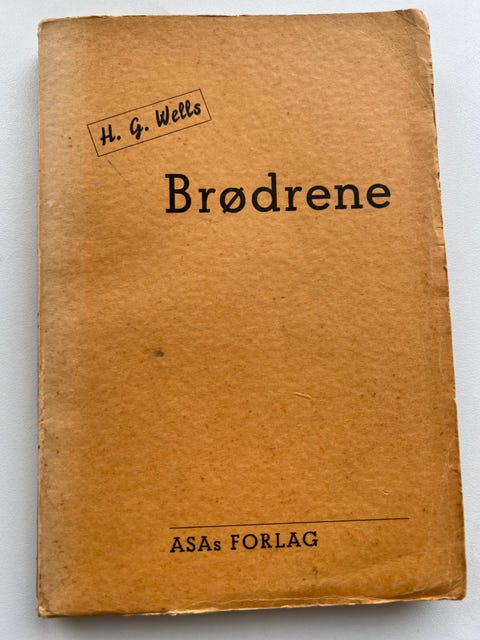 H. G. Wells
Brødrene
ASAs FORLAG